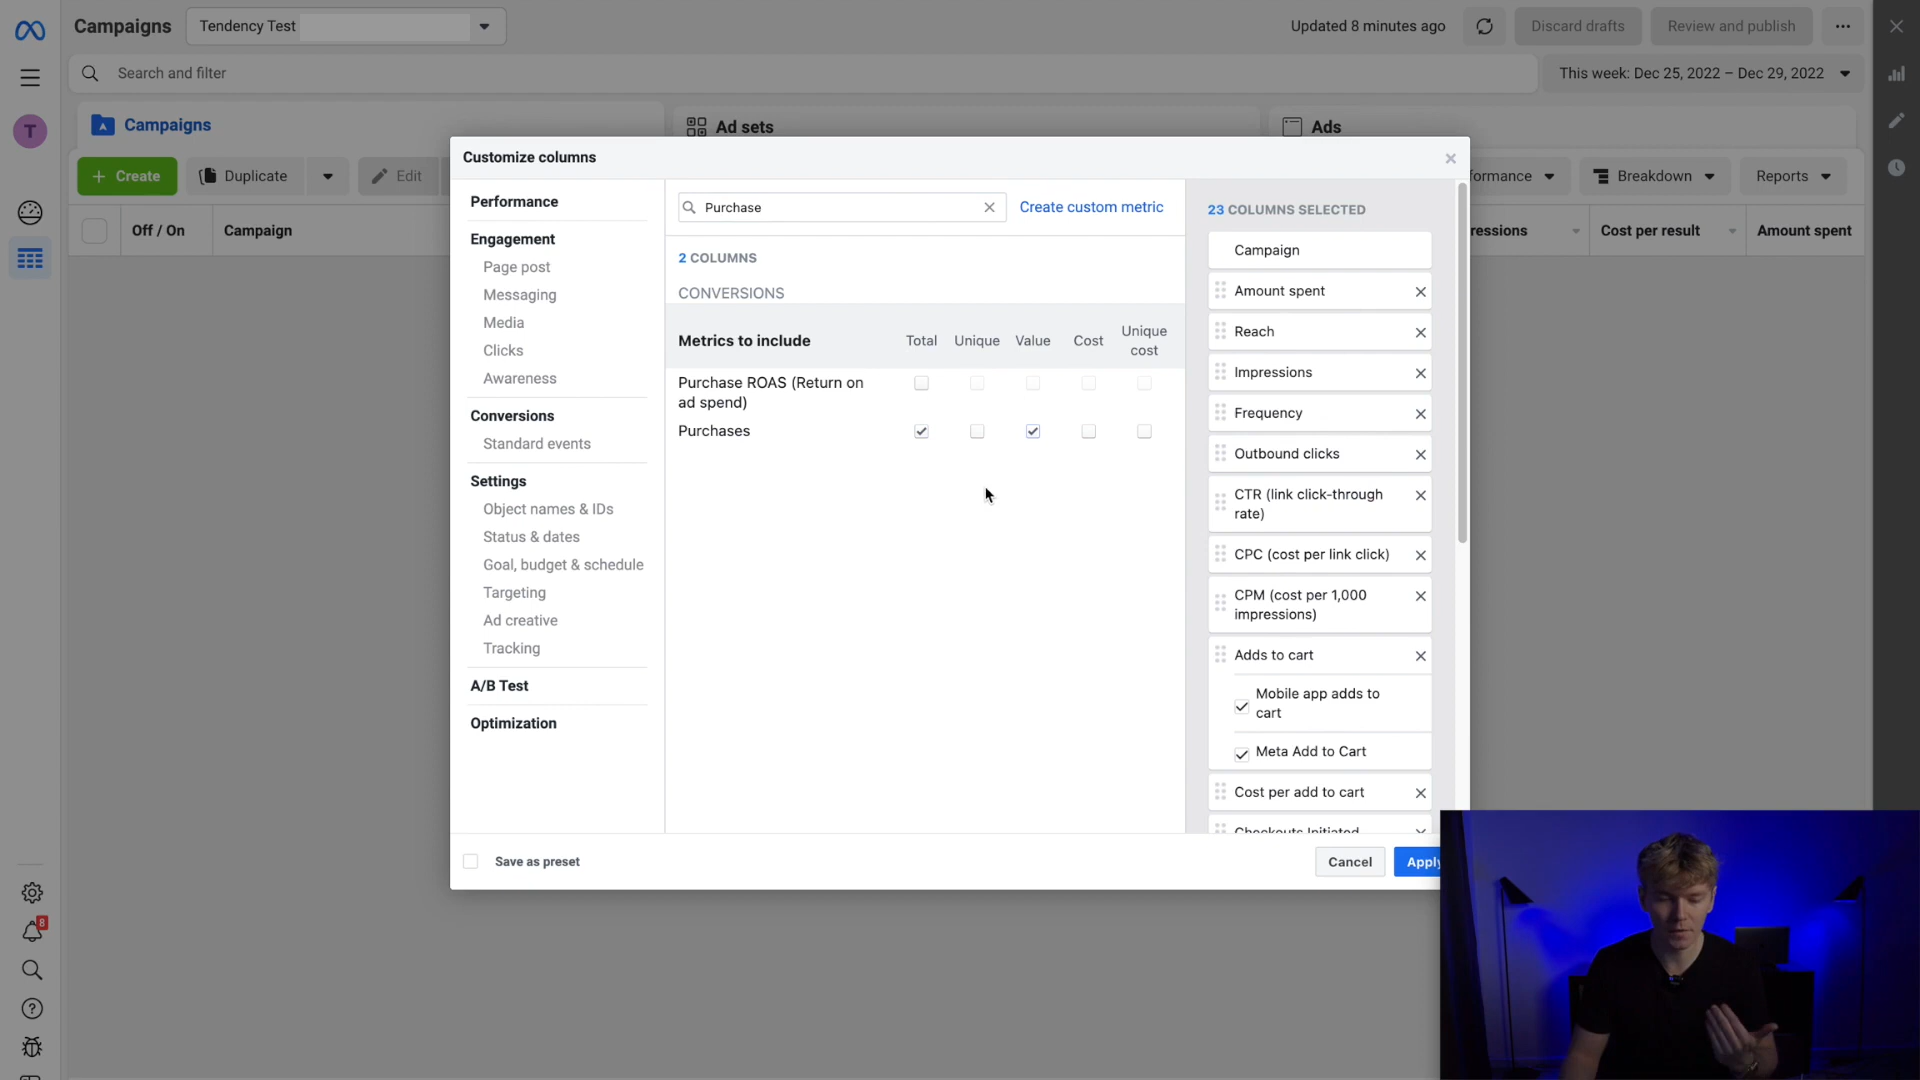 Campaigns
Tendency Test
Updated 8 minutes ago
Discard drafts
Review and publish
Search and filter
This week: Dec 25, 2022 – Dec 29, 2022
T
Campaigns
Ad sets
Ads
+ Create
Duplicate
Edit
formance
Breakdown
Reports
Off / On
Campaign
ressions
Cost per result
Amount spent
Customize columns
Performance
Engagement
Page post
Messaging
Media
Clicks
Awareness
Conversions
Standard events
Settings
Object names & IDs
Status & dates
Goal, budget & schedule
Targeting
Ad creative
Tracking
A/B Test
Optimization
Purchase
Create custom metric
2 COLUMNS
CONVERSIONS
Metrics to include
Total
Unique
Value
Cost
Unique
cost
Purchase ROAS (Return on
ad spend)
Purchases
23 COLUMNS SELECTED
Campaign
Amount spent
Reach
Impressions
Frequency
Outbound clicks
CTR (link click-through
rate)
CPC (cost per link click)
CPM (cost per 1,000
impressions)
Adds to cart
Mobile app adds to
cart
Meta Add to Cart
Cost per add to cart
Checkouts Initiated
Save as preset
Cancel
Apply
8